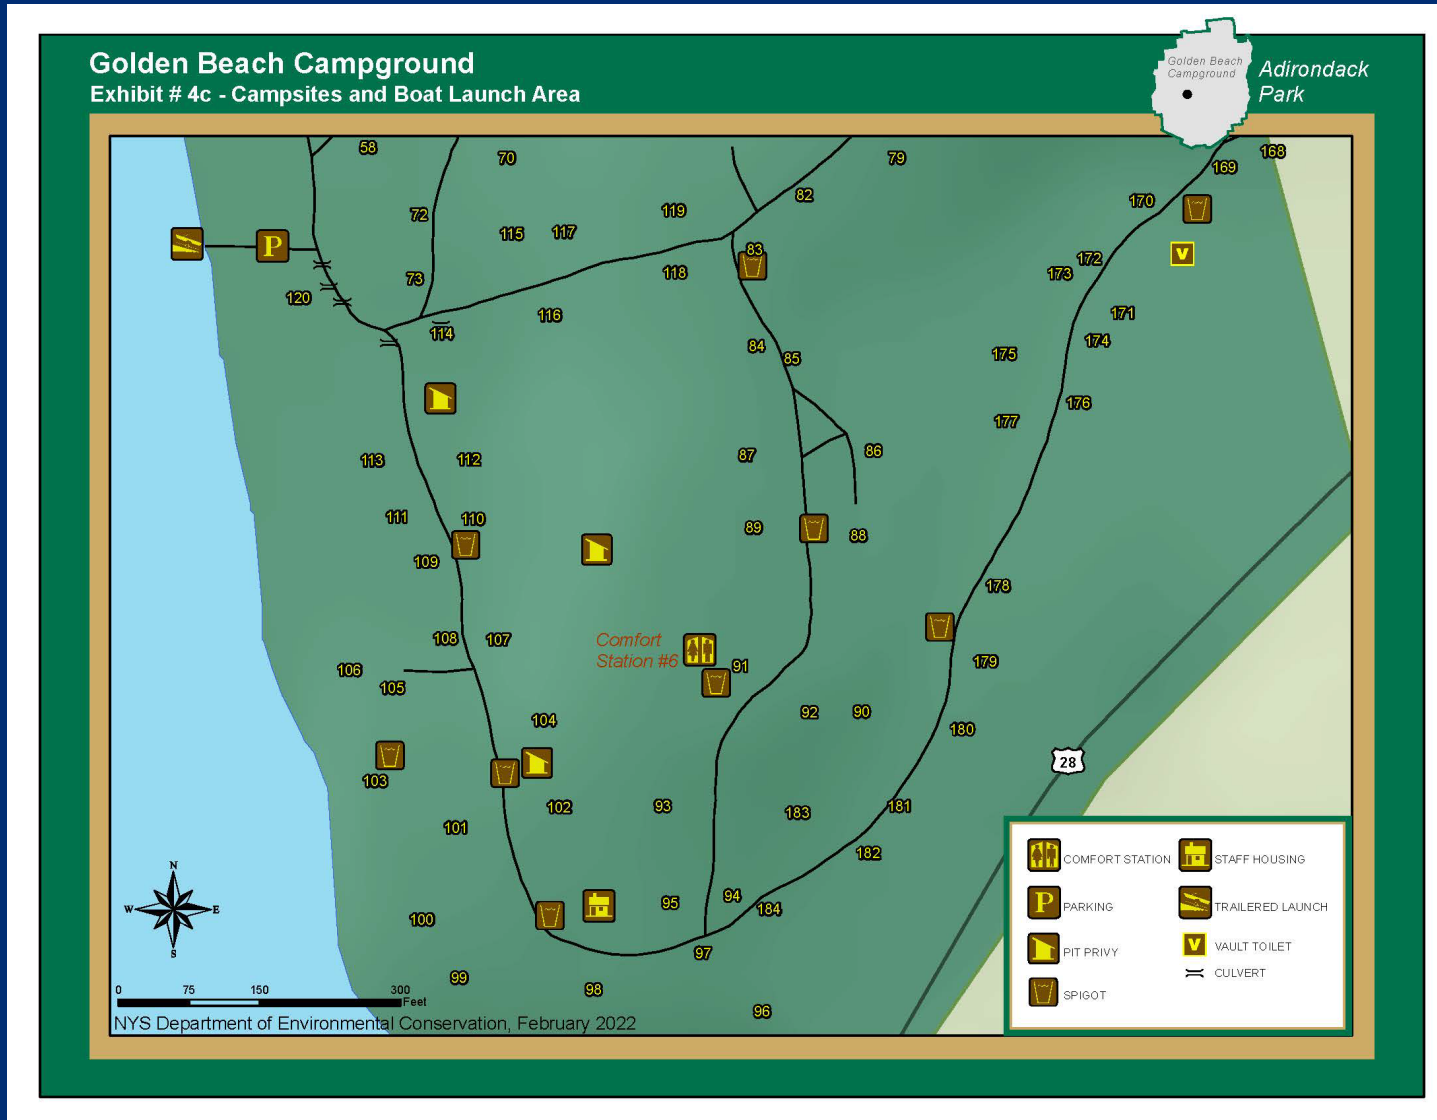 Golden Beach Campground
Exhibit # 4c - Campsites and Boat Launch Area
Golden Beach
Campground
Adirondack
Park
58
70
79
168
169
72
119
82
170
115
117
83
172
73
118
173
120
116
171
114
84
85
175
174
176
177
113
112
87
86
111
110
89
88
109
178
108
107
Comfort
Station #6
91
179
106
105
104
92
90
180
103
28
102
93
183
181
101
182
100
95
94
184
97
99
98
96
P
V
N
W
E
S
0
75
150
300
Feet
NYS Department of Environmental Conservation, February 2022
COMFORT STATION
STAFF HOUSING
P PARKING
TRAILERED LAUNCH
PIT PRIVY
V VAULT TOILET
CULVERT
SPIGOT